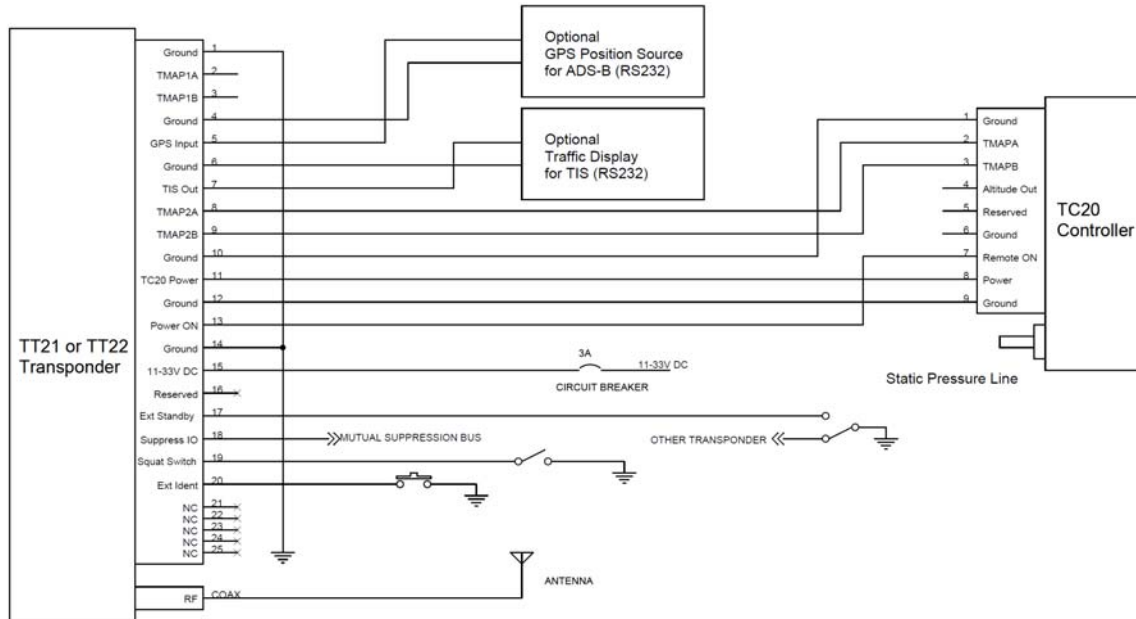 TT21 or TT22
Transponder
Ground 1
TMAP1A 2
TMAP1B 3
Ground 4
GPS Input 5
Ground 6
TIS Out 7
TMAP2A 8
TMAP2B 9
Ground 10
TC20 Power 11
Ground 12
Power ON 13
Ground 14
11-33V DC 15
Reserved 16
Ext Standby 17
Suppress IO 18
Squat Switch 19
Ext Ident 20
NC 21
NC 22
NC 23
NC 24
NC 25
RF COAX
Optional
GPS Position Source
for ADS-B (RS232)
Optional
Traffic Display
for TIS (RS232)
3A
11-33V DC
CIRCUIT BREAKER
MUTUAL SUPPRESSION BUS
OTHER TRANSPONDER
ANTENNA
1 Ground
2 TMAPA
3 TMAPB
4 Altitude Out
5 Reserved
6 Ground
7 Remote ON
8 Power
9 Ground
TC20
Controller
Static Pressure Line